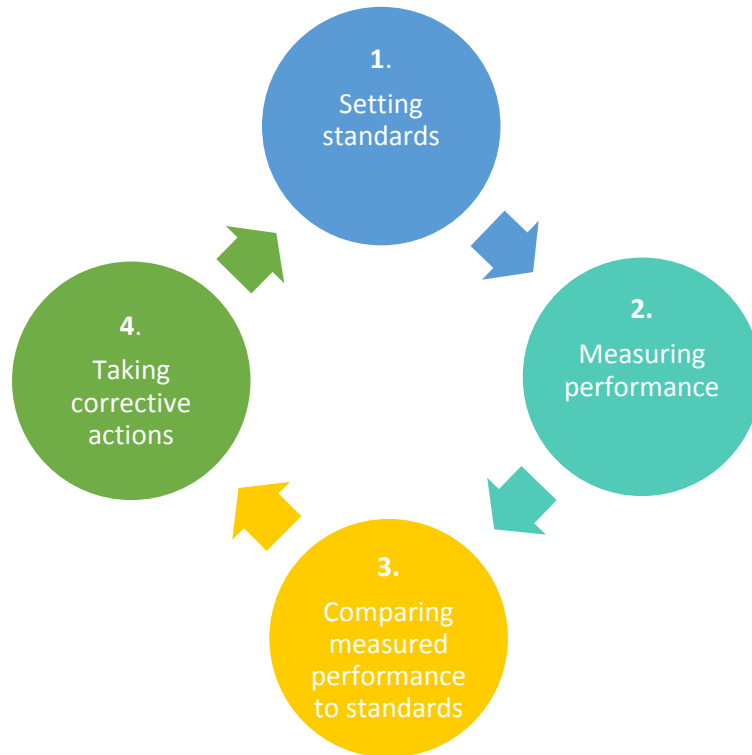 1.
Setting
standards
2.
Measuring
performance
3.
Comparing
measured
performance
to standards
4.
Taking
corrective
actions